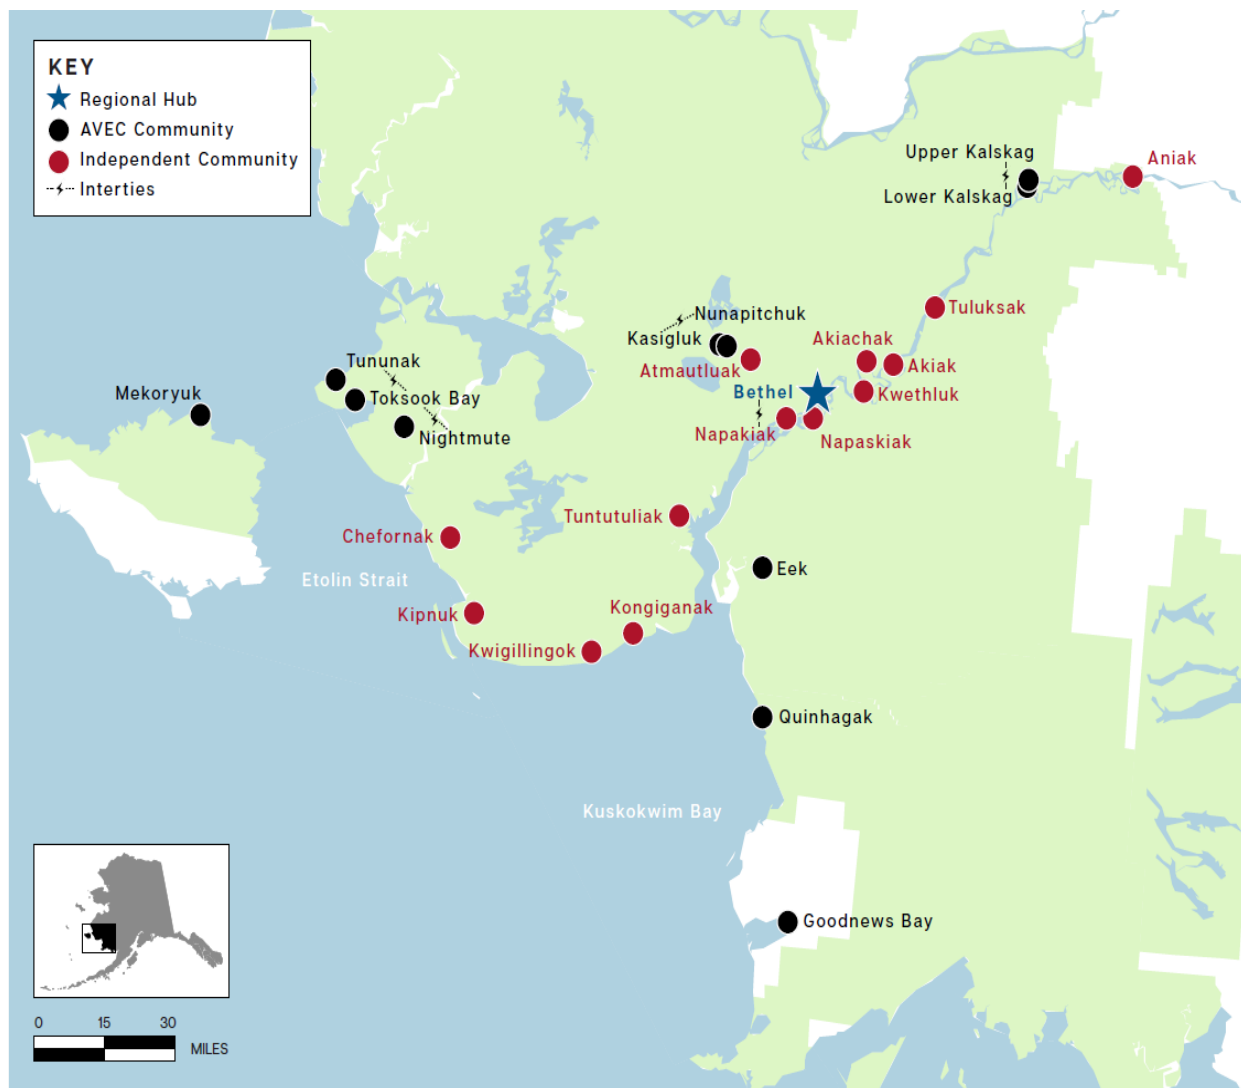 KEY
Regional Hub
AVEC Community
Independent Community
Interties
Upper Kalskag
Aniak
Lower Kalskag
Nunapitchuk
Tuluksak
Kasigluk
Akiachak
Tununak
Atmautluak
Akiak
Mekoryuk
Bethel
Kwethluk
Toksook Bay
Nightmute
Napakiak
Napaskiak
Tuntutuliak
Chefornak
Eek
Etolin Strait
Kongiganak
Kipnuk
Kwigillingok
Quinhagak
Kuskokwim Bay
Goodnews Bay
0 15 30
MILES